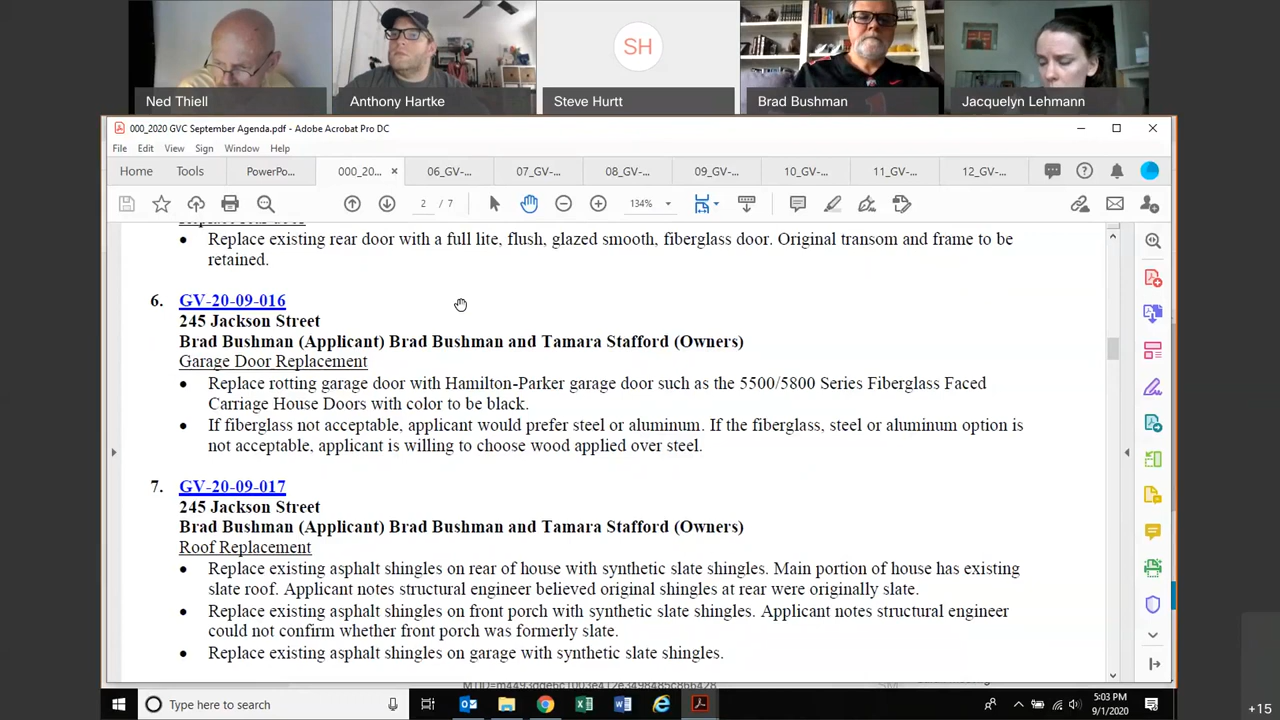 SH
Ned Thiell
Anthony Hartke
Steve Hurtt
Brad Bushman
Jacquelyn Lehmann
000_2020 GVC September Agenda.pdf - Adobe Acrobat Pro DC
File Edit View Sign Window Help
Home Tools PowerPo... 000_20... × 06_GV-... 07_GV-... 08_GV-... 09_GV-... 10_GV-... 11_GV-... 12_GV-...
2 / 7 134%
• Replace existing rear door with a full lite, flush, glazed smooth, fiberglass door. Original transom and frame to be
retained.
6. GV-20-09-016
245 Jackson Street
Brad Bushman (Applicant) Brad Bushman and Tamara Stafford (Owners)
Garage Door Replacement
• Replace rotting garage door with Hamilton-Parker garage door such as the 5500/5800 Series Fiberglass Faced
Carriage House Doors with color to be black.
• If fiberglass not acceptable, applicant would prefer steel or aluminum. If the fiberglass, steel or aluminum option is
not acceptable, applicant is willing to choose wood applied over steel.
7. GV-20-09-017
245 Jackson Street
Brad Bushman (Applicant) Brad Bushman and Tamara Stafford (Owners)
Roof Replacement
• Replace existing asphalt shingles on rear of house with synthetic slate shingles. Main portion of house has existing
slate roof. Applicant notes structural engineer believed original shingles at rear were originally slate.
• Replace existing asphalt shingles on front porch with synthetic slate shingles. Applicant notes structural engineer
could not confirm whether front porch was formerly slate.
• Replace existing asphalt shingles on garage with synthetic slate shingles.
Type here to search
5:03 PM
9/1/2020
+15